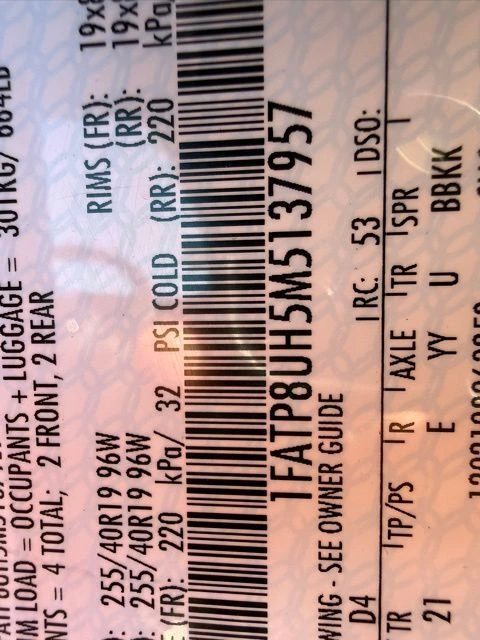 M LOAD = OCCUPANTS + LUGGAGE = 301KG/ 664LB
NTS = 4 TOTAL; 2 FRONT, 2 REAR
: 255/40R19 96W RIMS (FR): 19x
: 255/40R19 96W (RR): 19x
(FR): 220 kPa/ 32 PSI COLD (RR): 220 kPa
1FATP8UH5M5137957
WING - SEE OWNER GUIDE
D4 RC: 53 DSO:
TR TP/PS R AXLE TR SPR
21 E YY U BBKK